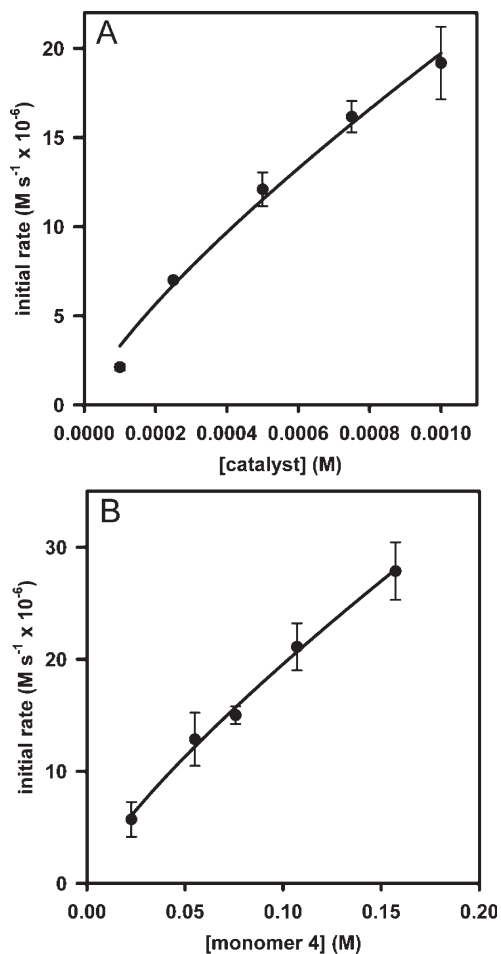 A
20
15
10
5
0
initial rate (M s⁻¹ x 10⁻⁶)
0.0000 0.0002 0.0004 0.0006 0.0008 0.0010
[catalyst] (M)
B
30
20
10
0
initial rate (M s⁻¹ x 10⁻⁶)
0.00 0.05 0.10 0.15 0.20
[monomer 4] (M)